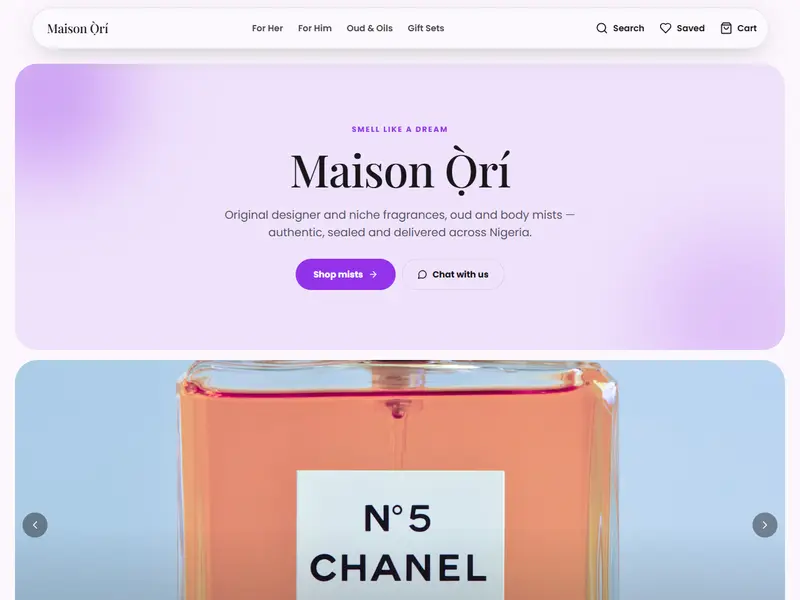 Maison Ọ̀rí
For Her
For Him
Oud & Oils
Gift Sets
Search
Saved
Cart
SMELL LIKE A DREAM
Maison Ọ̀rí
Original designer and niche fragrances, oud and body mists —
authentic, sealed and delivered across Nigeria.
Shop mists
Chat with us
N°5
CHANEL